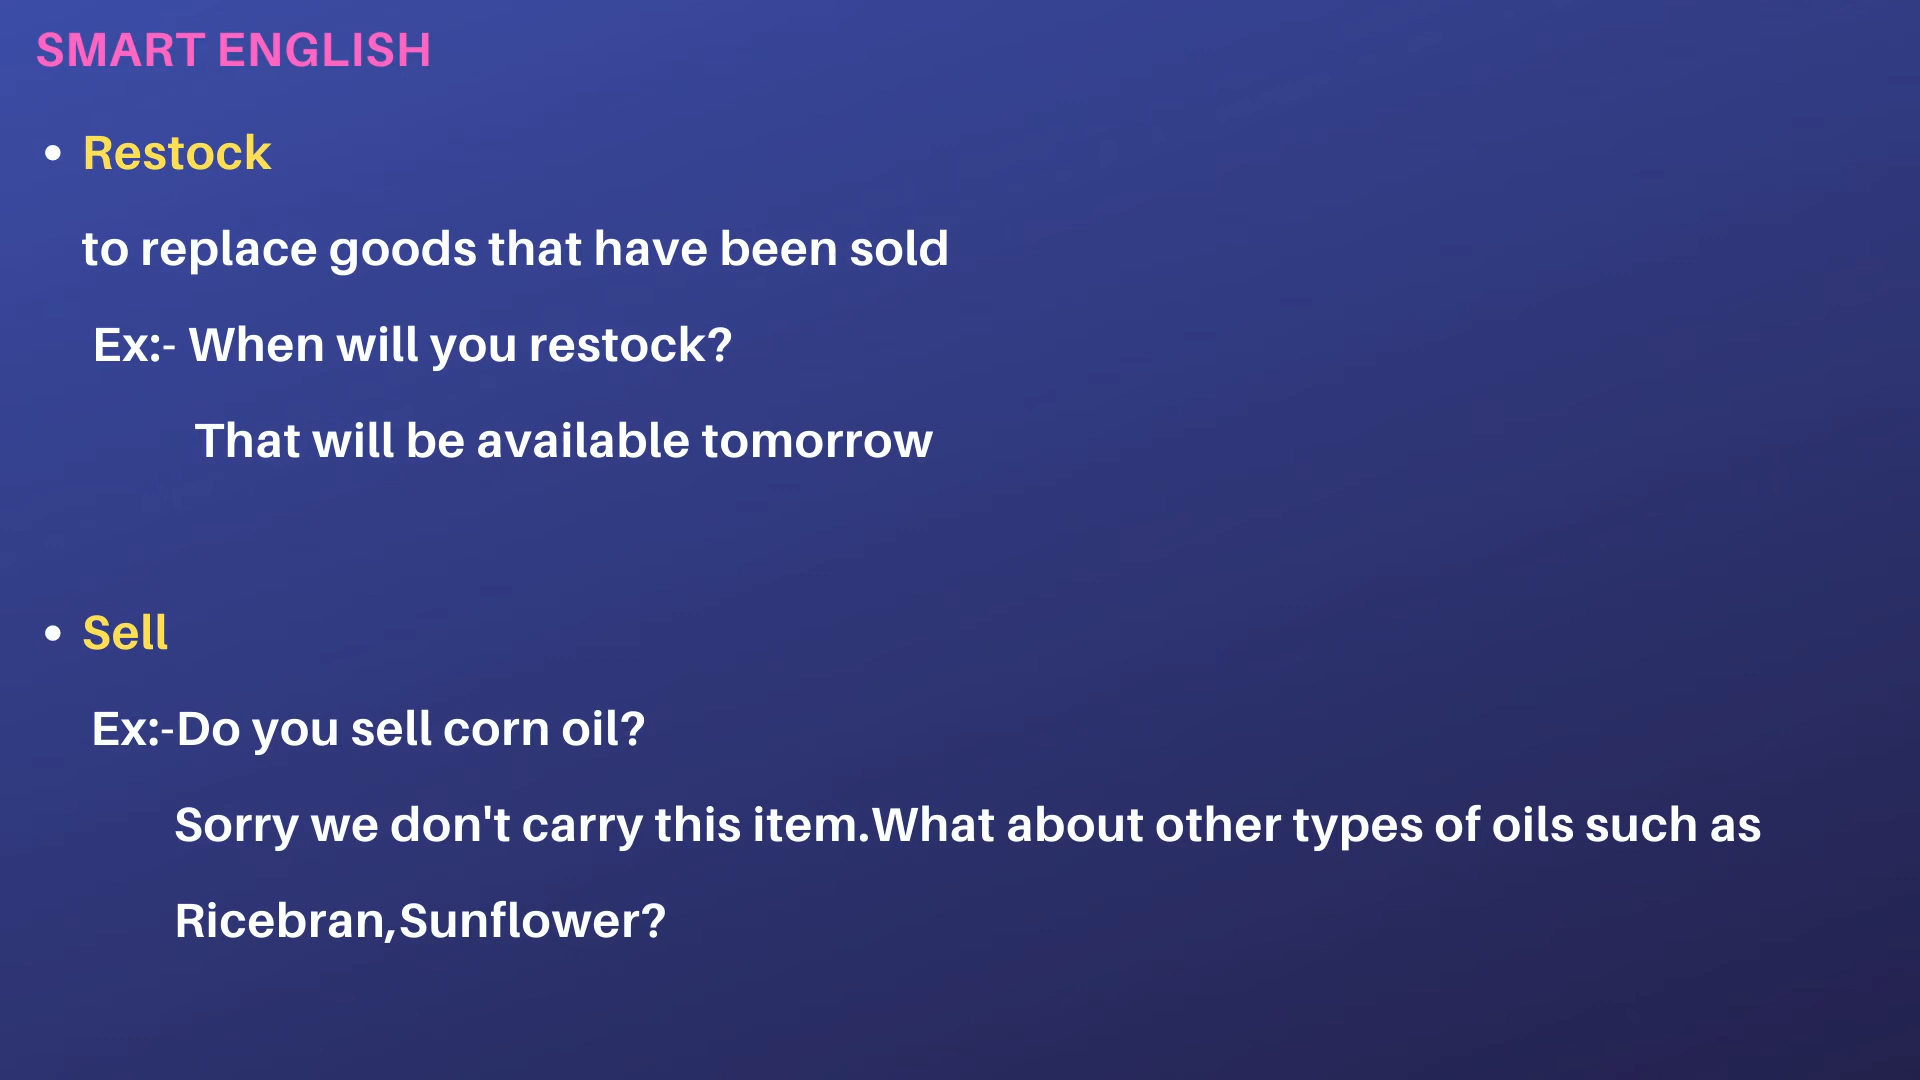 SMART ENGLISH
• Restock
to replace goods that have been sold
Ex:- When will you restock?
That will be available tomorrow
• Sell
Ex:-Do you sell corn oil?
Sorry we don't carry this item.What about other types of oils such as
Ricebran,Sunflower?